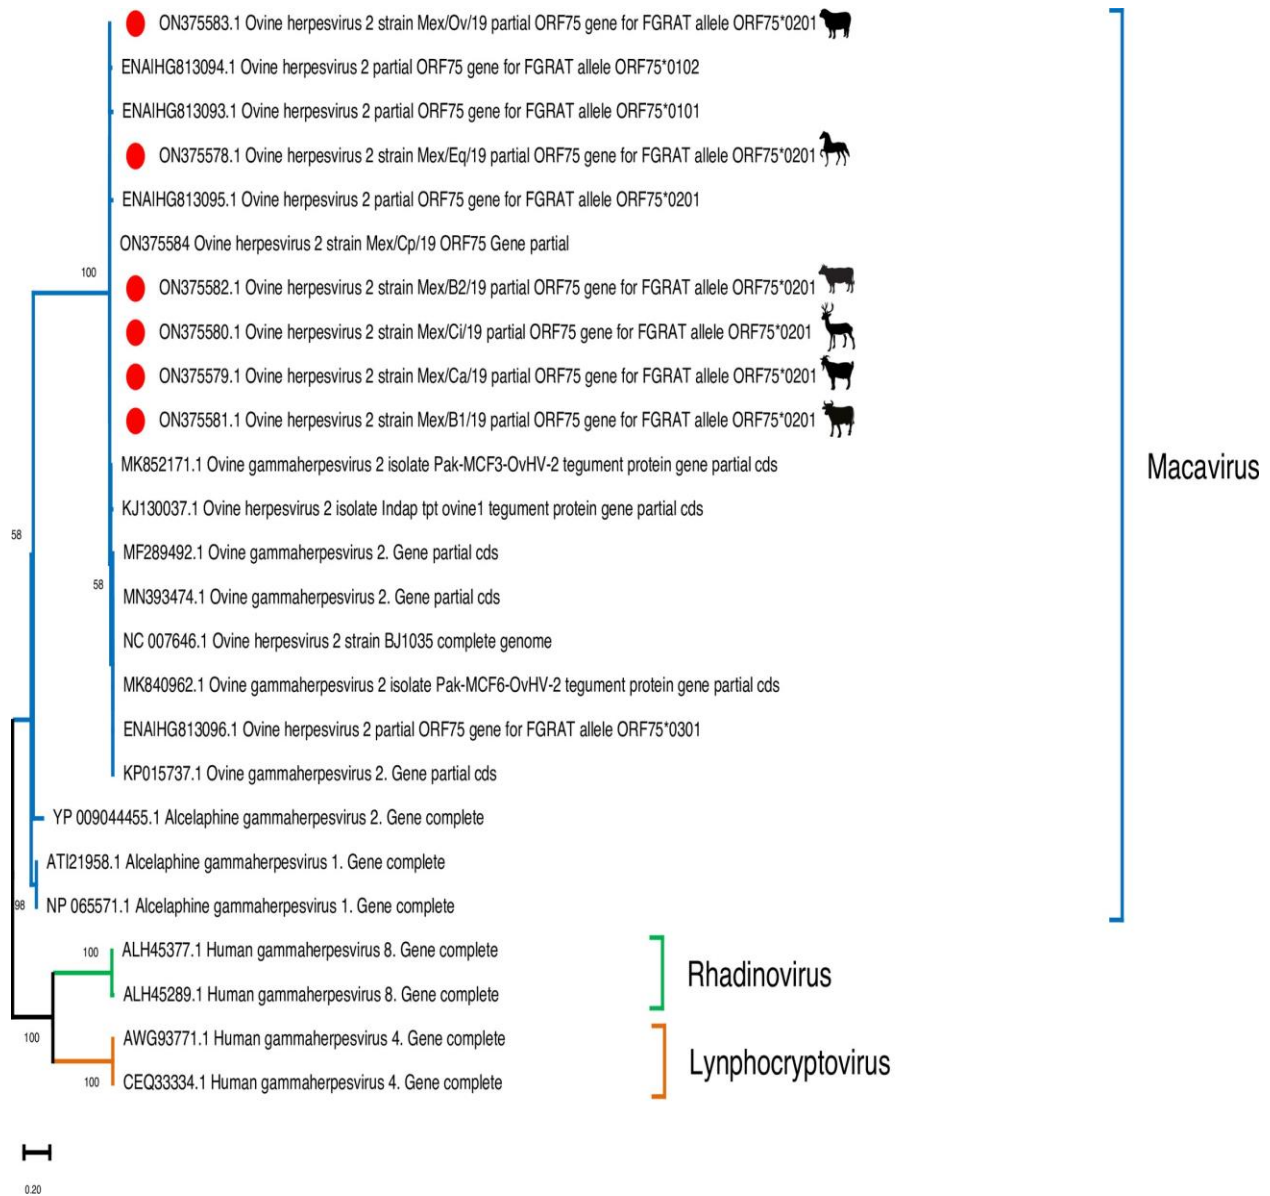 ON375583.1 Ovine herpesvirus 2 strain Mex/Ov/19 partial ORF75 gene for FGRAT allele ORF75*0201
ENA|HG813094.1 Ovine herpesvirus 2 partial ORF75 gene for FGRAT allele ORF75*0102
ENA|HG813093.1 Ovine herpesvirus 2 partial ORF75 gene for FGRAT allele ORF75*0101
ON375578.1 Ovine herpesvirus 2 strain Mex/Eq/19 partial ORF75 gene for FGRAT allele ORF75*0201
ENA|HG813095.1 Ovine herpesvirus 2 partial ORF75 gene for FGRAT allele ORF75*0201
ON375584 Ovine herpesvirus 2 strain Mex/Cp/19 ORF75 Gene partial
100
ON375582.1 Ovine herpesvirus 2 strain Mex/B2/19 partial ORF75 gene for FGRAT allele ORF75*0201
ON375580.1 Ovine herpesvirus 2 strain Mex/Ci/19 partial ORF75 gene for FGRAT allele ORF75*0201
ON375579.1 Ovine herpesvirus 2 strain Mex/Ca/19 partial ORF75 gene for FGRAT allele ORF75*0201
ON375581.1 Ovine herpesvirus 2 strain Mex/B1/19 partial ORF75 gene for FGRAT allele ORF75*0201
MK852171.1 Ovine gammaherpesvirus 2 isolate Pak-MCF3-OvHV-2 tegument protein gene partial cds
Macavirus
KJ130037.1 Ovine herpesvirus 2 isolate Indap tpt ovine1 tegument protein gene partial cds
58
MF289492.1 Ovine gammaherpesvirus 2. Gene partial cds
58
MN393474.1 Ovine gammaherpesvirus 2. Gene partial cds
NC 007646.1 Ovine herpesvirus 2 strain BJ1035 complete genome
MK840962.1 Ovine gammaherpesvirus 2 isolate Pak-MCF6-OvHV-2 tegument protein gene partial cds
ENA|HG813096.1 Ovine herpesvirus 2 partial ORF75 gene for FGRAT allele ORF75*0301
KP015737.1 Ovine gammaherpesvirus 2. Gene partial cds
YP 009044455.1 Alcelaphine gammaherpesvirus 2. Gene complete
ATI21958.1 Alcelaphine gammaherpesvirus 1. Gene complete
98
NP 065571.1 Alcelaphine gammaherpesvirus 1. Gene complete
100
ALH45377.1 Human gammaherpesvirus 8. Gene complete
Rhadinovirus
ALH45289.1 Human gammaherpesvirus 8. Gene complete
100
AWG93771.1 Human gammaherpesvirus 4. Gene complete
Lynphocryptovirus
100
CEQ33334.1 Human gammaherpesvirus 4. Gene complete
0.20